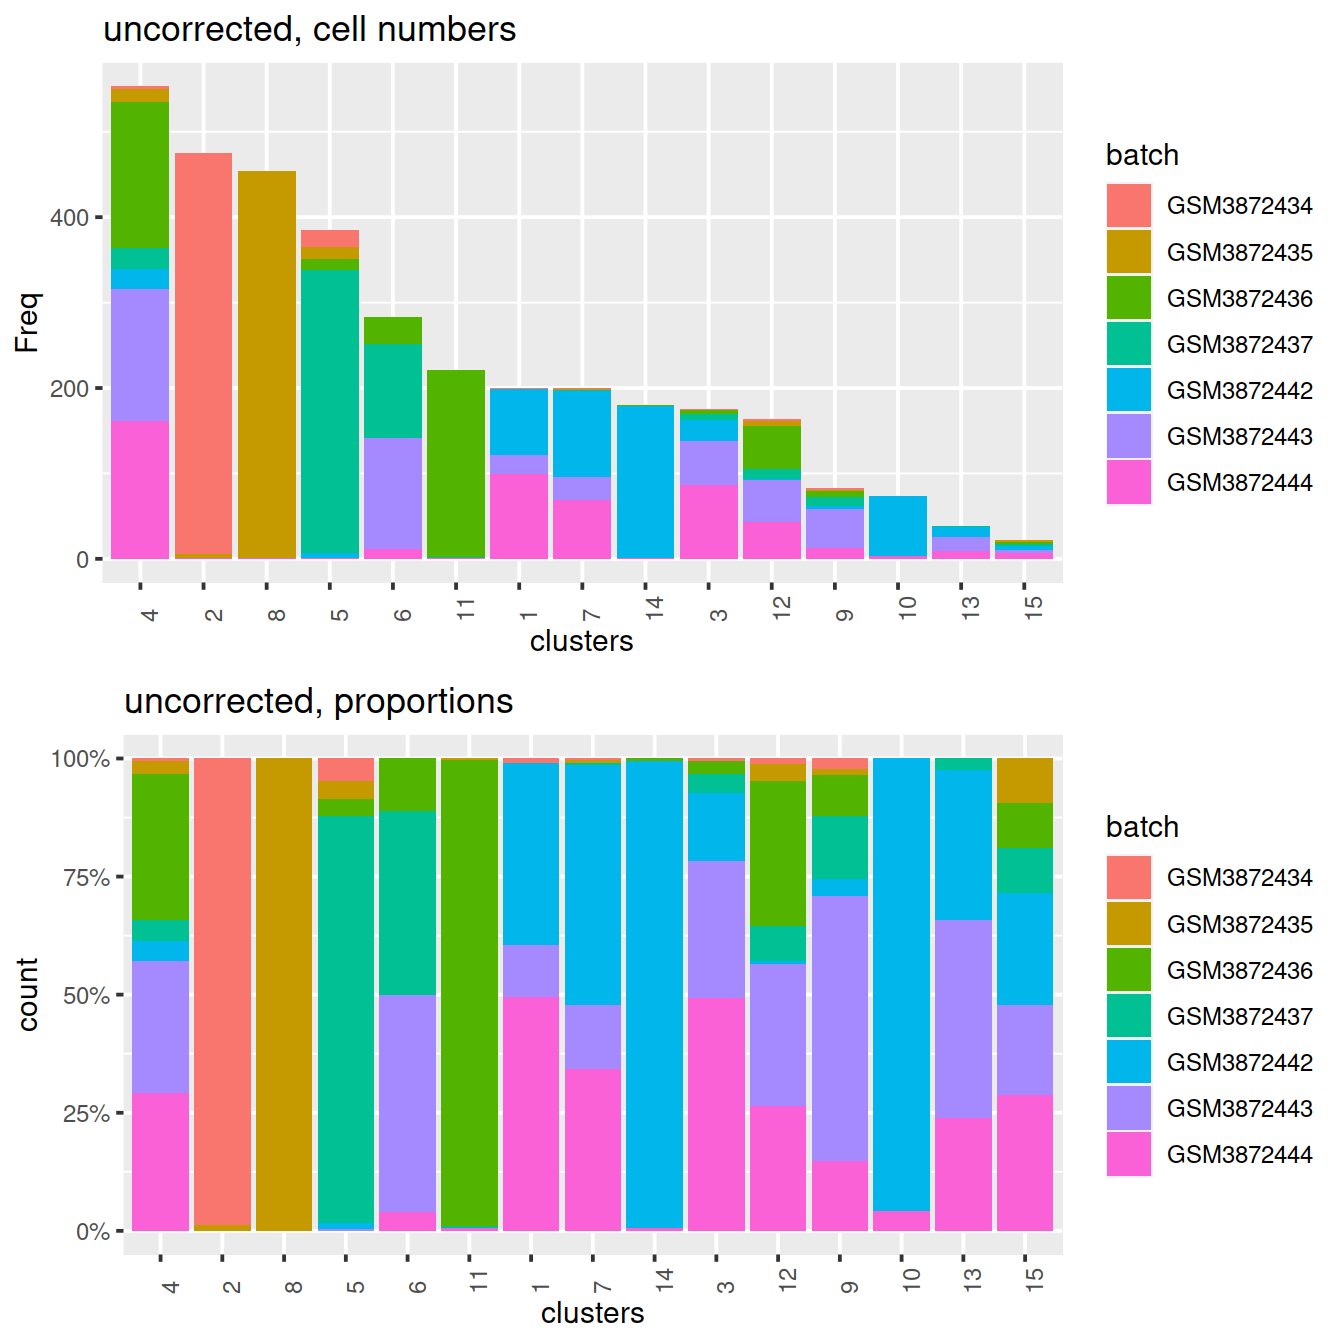 uncorrected, cell numbers
Freq
400
200
0
4 2 8 5 6 11 1 7 14 3 12 9 10 13 15
clusters
batch
GSM3872434
GSM3872435
GSM3872436
GSM3872437
GSM3872442
GSM3872443
GSM3872444
uncorrected, proportions
count
100%
75%
50%
25%
0%
4 2 8 5 6 11 1 7 14 3 12 9 10 13 15
clusters
batch
GSM3872434
GSM3872435
GSM3872436
GSM3872437
GSM3872442
GSM3872443
GSM3872444